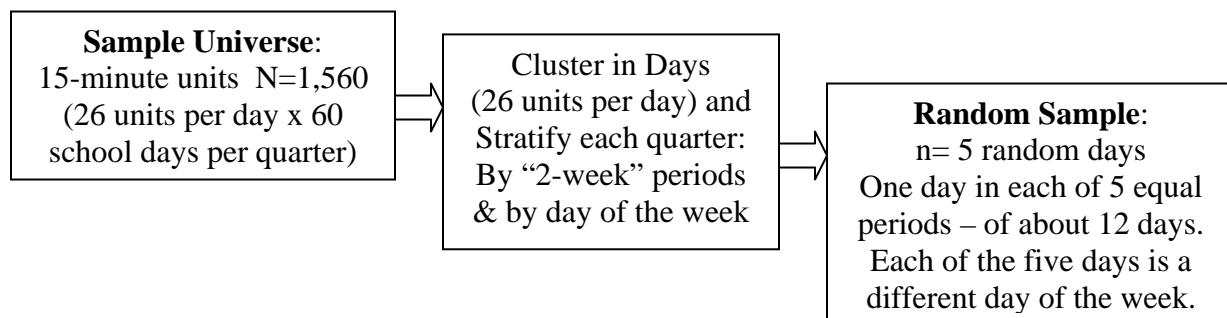 Sample Universe:
15-minute units  N=1,560
(26 units per day x 60
school days per quarter)
Cluster in Days
(26 units per day) and
Stratify each quarter:
By “2-week” periods
& by day of the week
Random Sample:
n= 5 random days
One day in each of 5 equal
periods – of about 12 days.
Each of the five days is a
different day of the week.